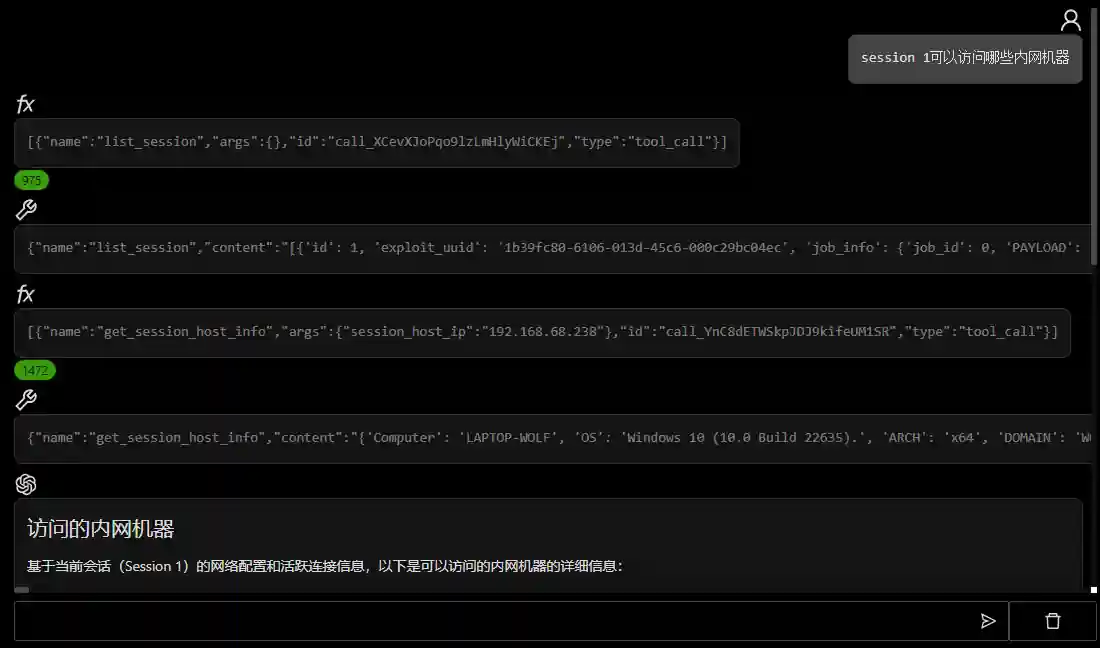 session 1可以访问哪些内网机器
fx
[{"name":"list_session","args":{},"id":"call_XCevXJoPqo9lzLmHlyWiCKEj","type":"tool_call"}]
975
{"name":"list_session","content":"[{'id': 1, 'exploit_uuid': '1b39fc80-6106-013d-45c6-000c29bc04ec', 'job_info': {'job_id': 0, 'PAYLOAD':
fx
[{"name":"get_session_host_info","args":{"session_host_ip":"192.168.68.238"},"id":"call_YnC8dETWSkpJDJ9kifeUM1SR","type":"tool_call"}]
1472
{"name":"get_session_host_info","content":"{'Computer': 'LAPTOP-WOLF', 'OS': 'Windows 10 (10.0 Build 22635).', 'ARCH': 'x64', 'DOMAIN': 'W
访问的内网机器
基于当前会话（Session 1）的网络配置和活跃连接信息，以下是可以访问的内网机器的详细信息：